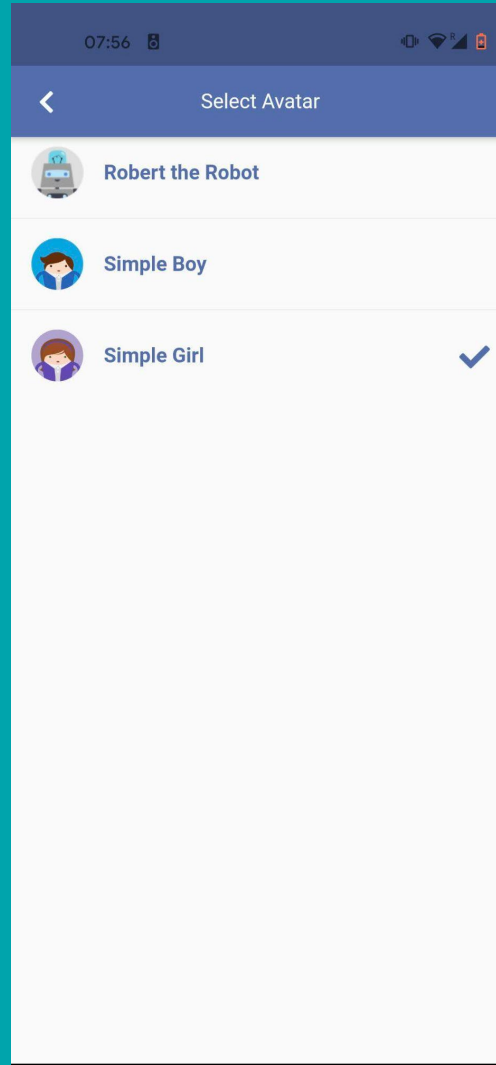 07:56
R
Select Avatar
Robert the Robot
Simple Boy
Simple Girl